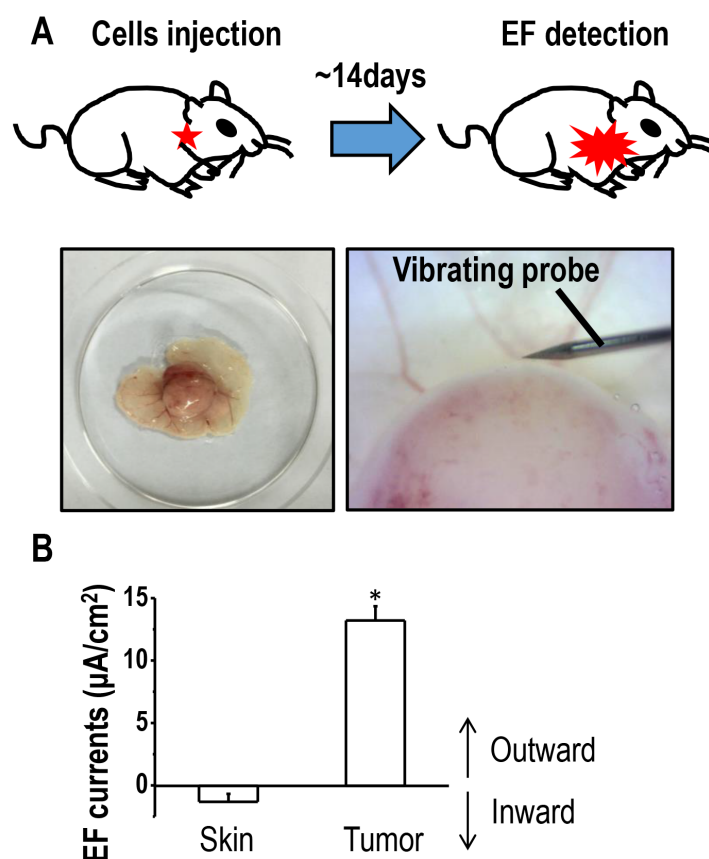 A
Cells injection
EF detection
~14days
Vibrating probe
B
EF currents (µA/cm²)
15
10
5
0
*
Outward
Inward
Skin
Tumor